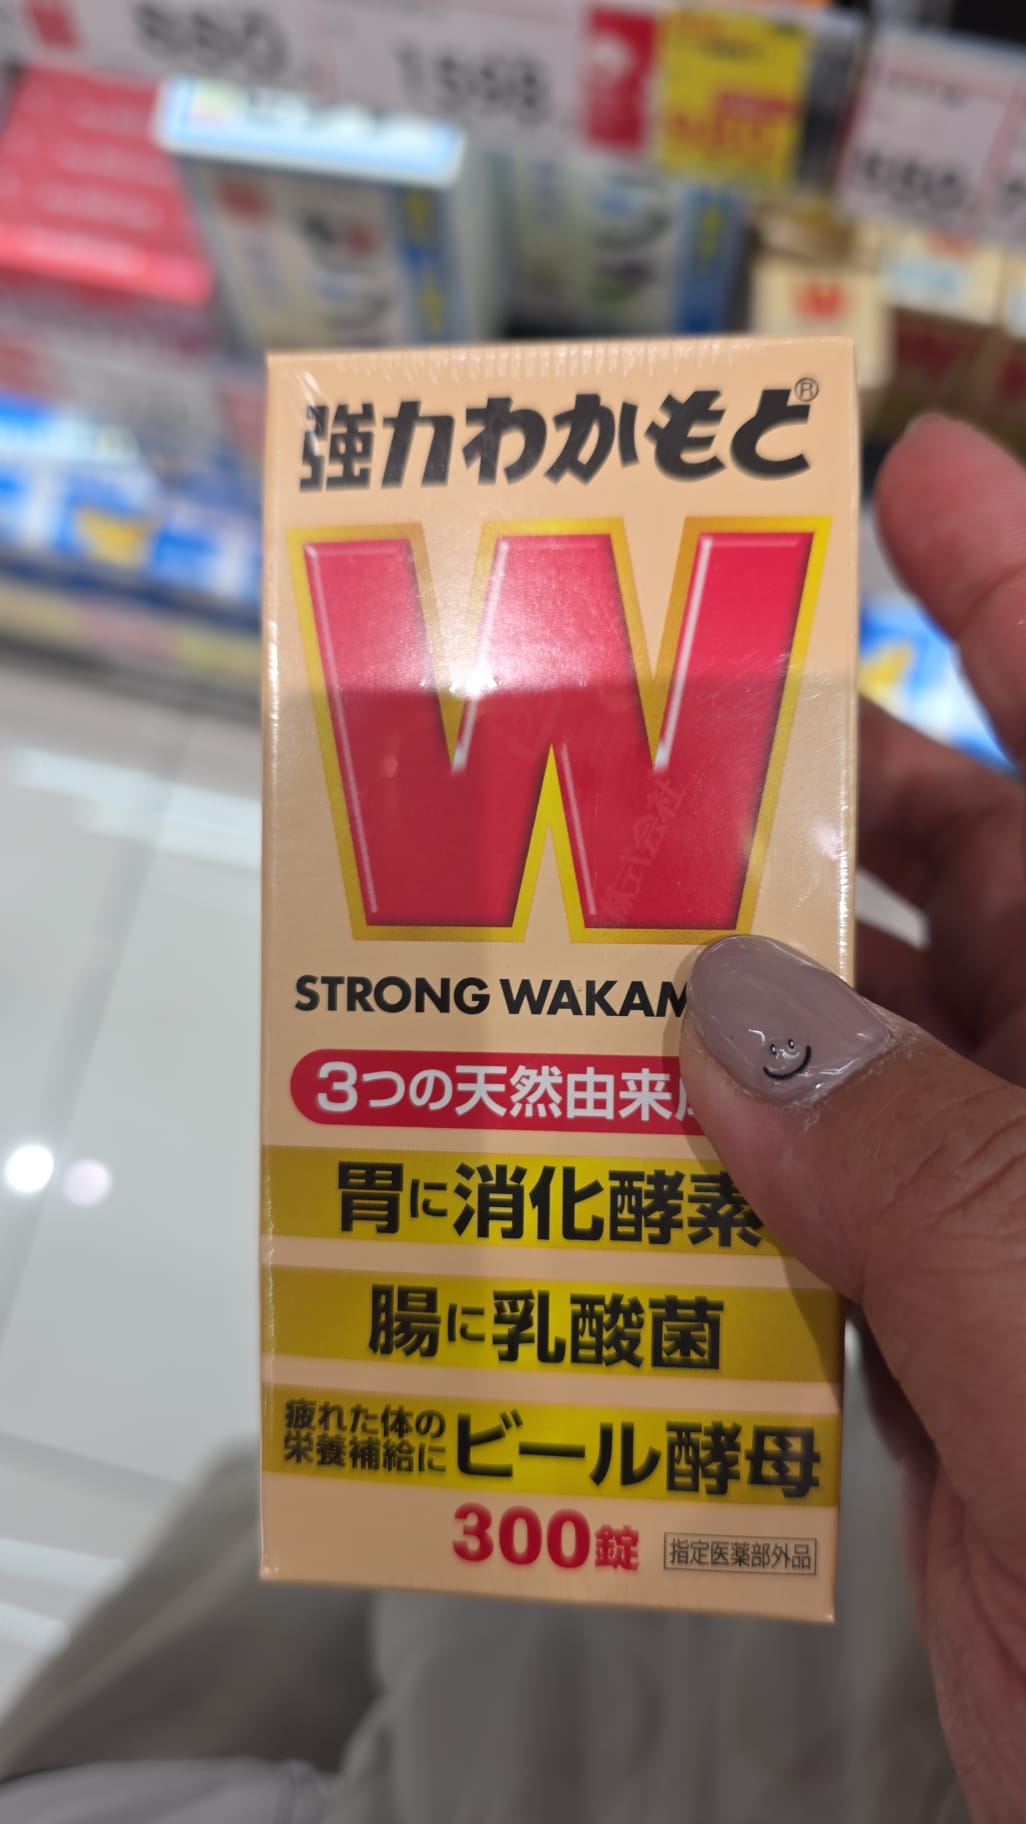 強力わかもと®
W
STRONG WAKAM
3つの天然由来
胃に消化酵素
腸に乳酸菌
疲れた体の
栄養補給に
ビール酵母
300錠
指定医薬部外品
1598